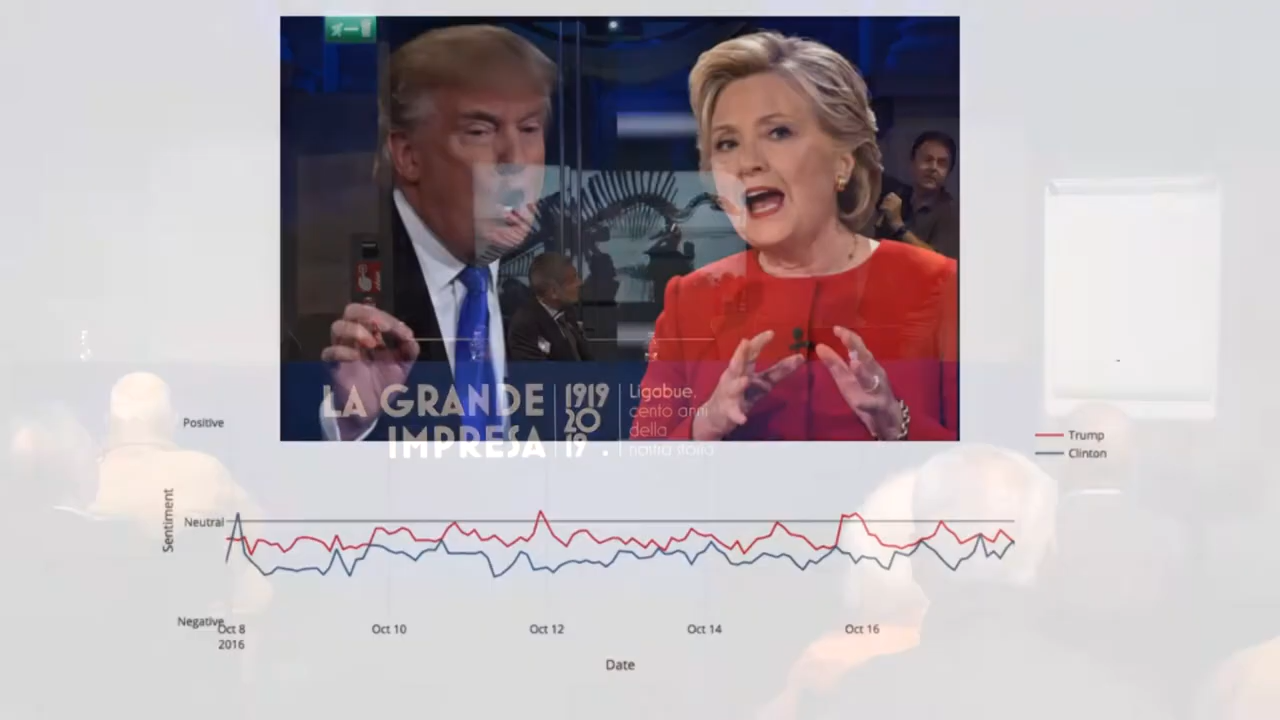 LA GRANDE
IMPRESA
1919
20
19 .
Ligabue.
cento anni
della
nostra storia
Positive
Trump
Clinton
Sentiment
Neutral
Negative
Oct 8
2016
Oct 10
Oct 12
Oct 14
Oct 16
Date